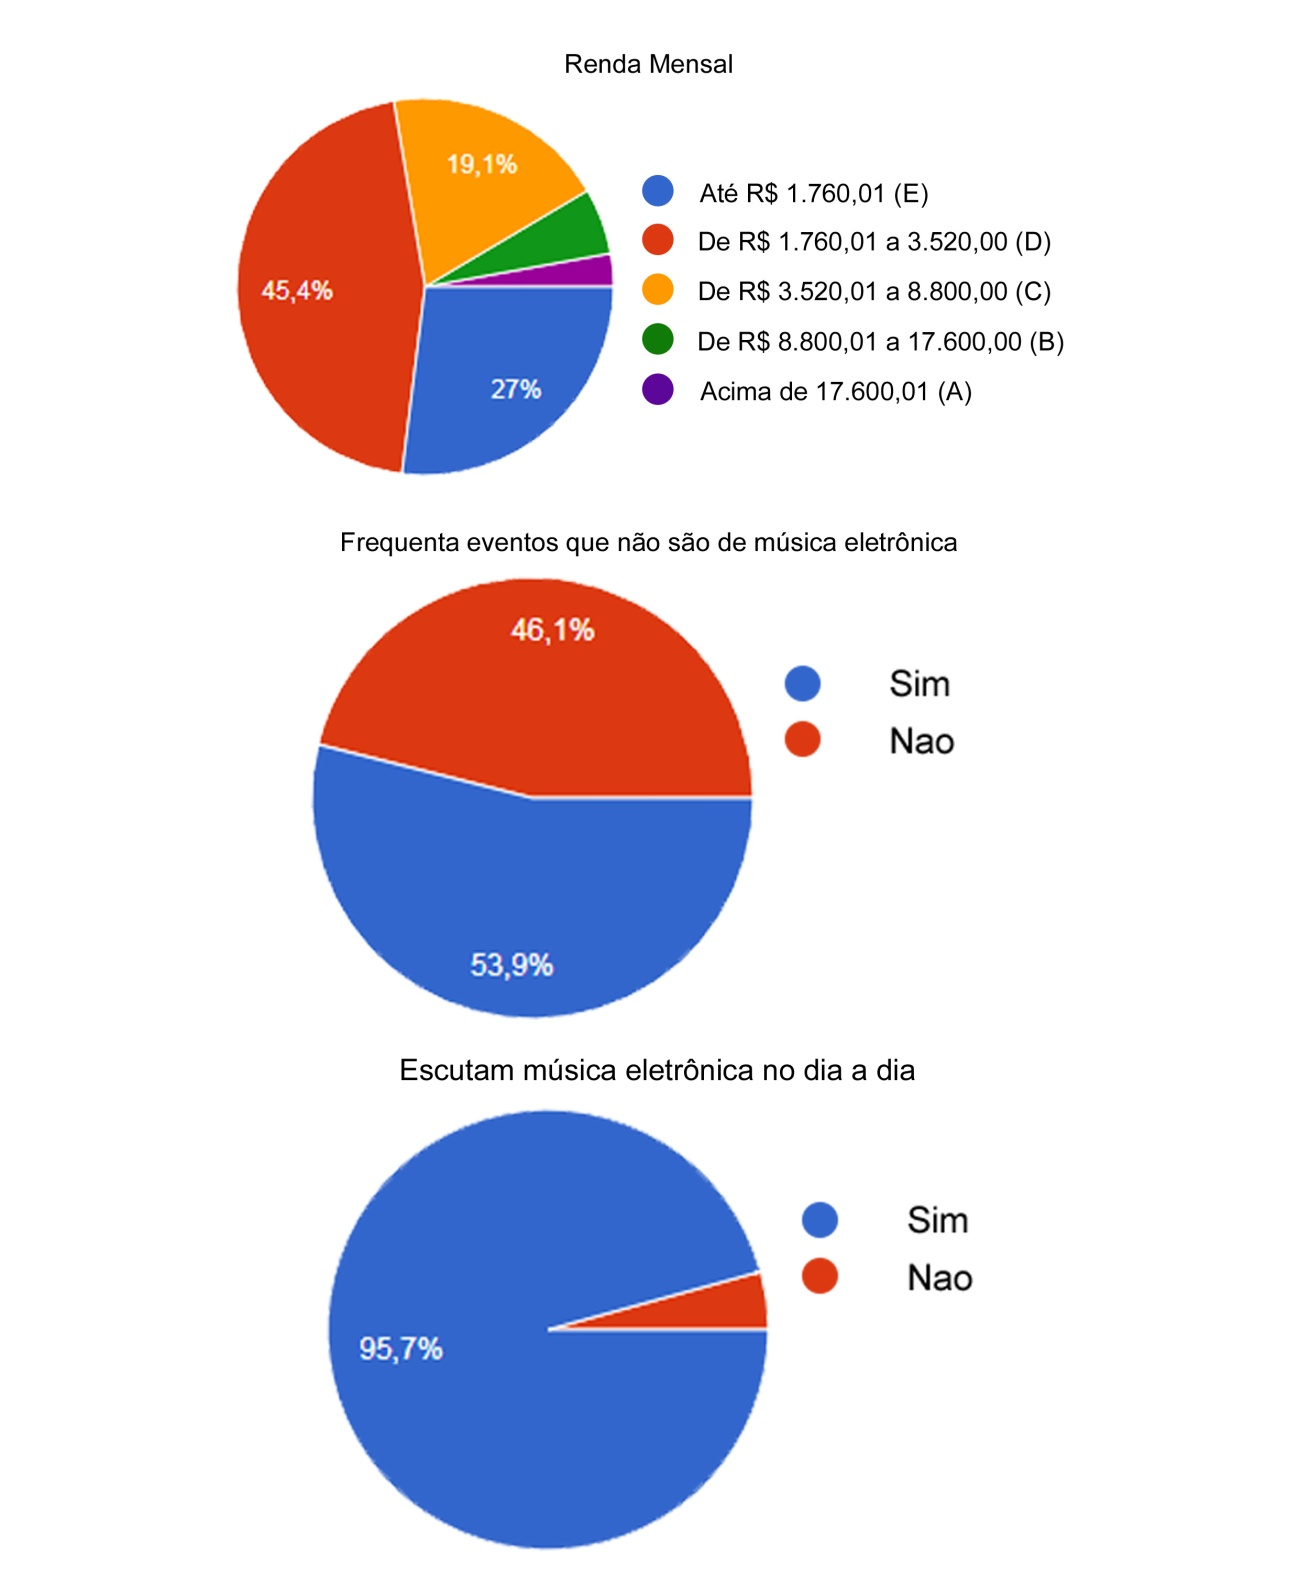 Renda Mensal
19,1%
45,4%
27%
Até R$ 1.760,01 (E)
De R$ 1.760,01 a 3.520,00 (D)
De R$ 3.520,01 a 8.800,00 (C)
De R$ 8.800,01 a 17.600,00 (B)
Acima de 17.600,01 (A)
Frequenta eventos que não são de música eletrônica
46,1%
53,9%
Sim
Nao
Escutam música eletrônica no dia a dia
95,7%
Sim
Nao